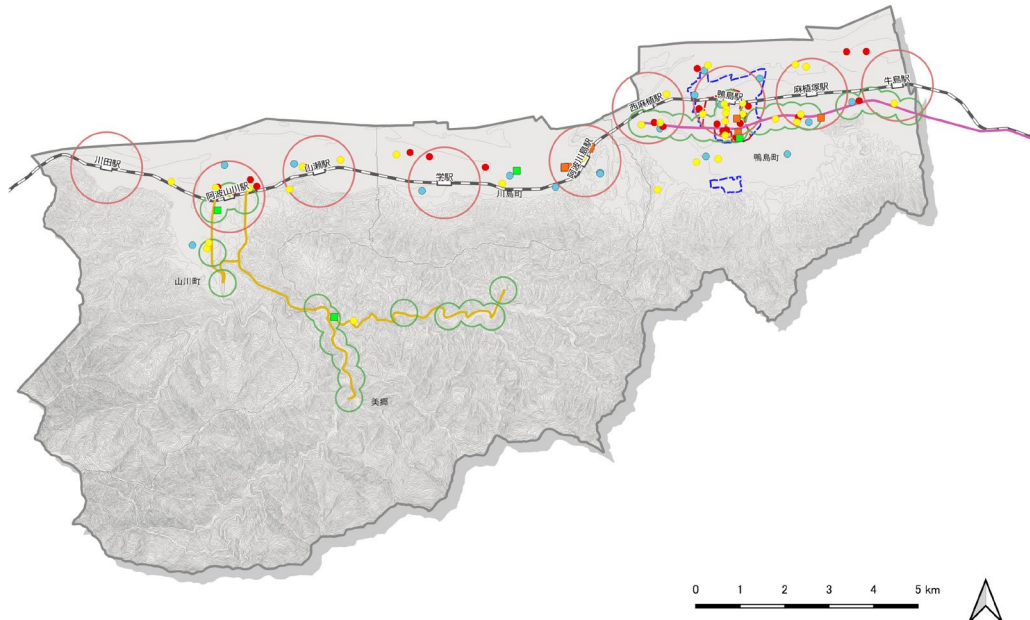 牛島駅
麻植塚駅
鴨島駅
西麻植駅
阿波川島駅
学駅
山瀬駅
阿波山川駅
川田駅
鴨島町
川島町
山川町
美郷
0 1 2 3 4 5 km